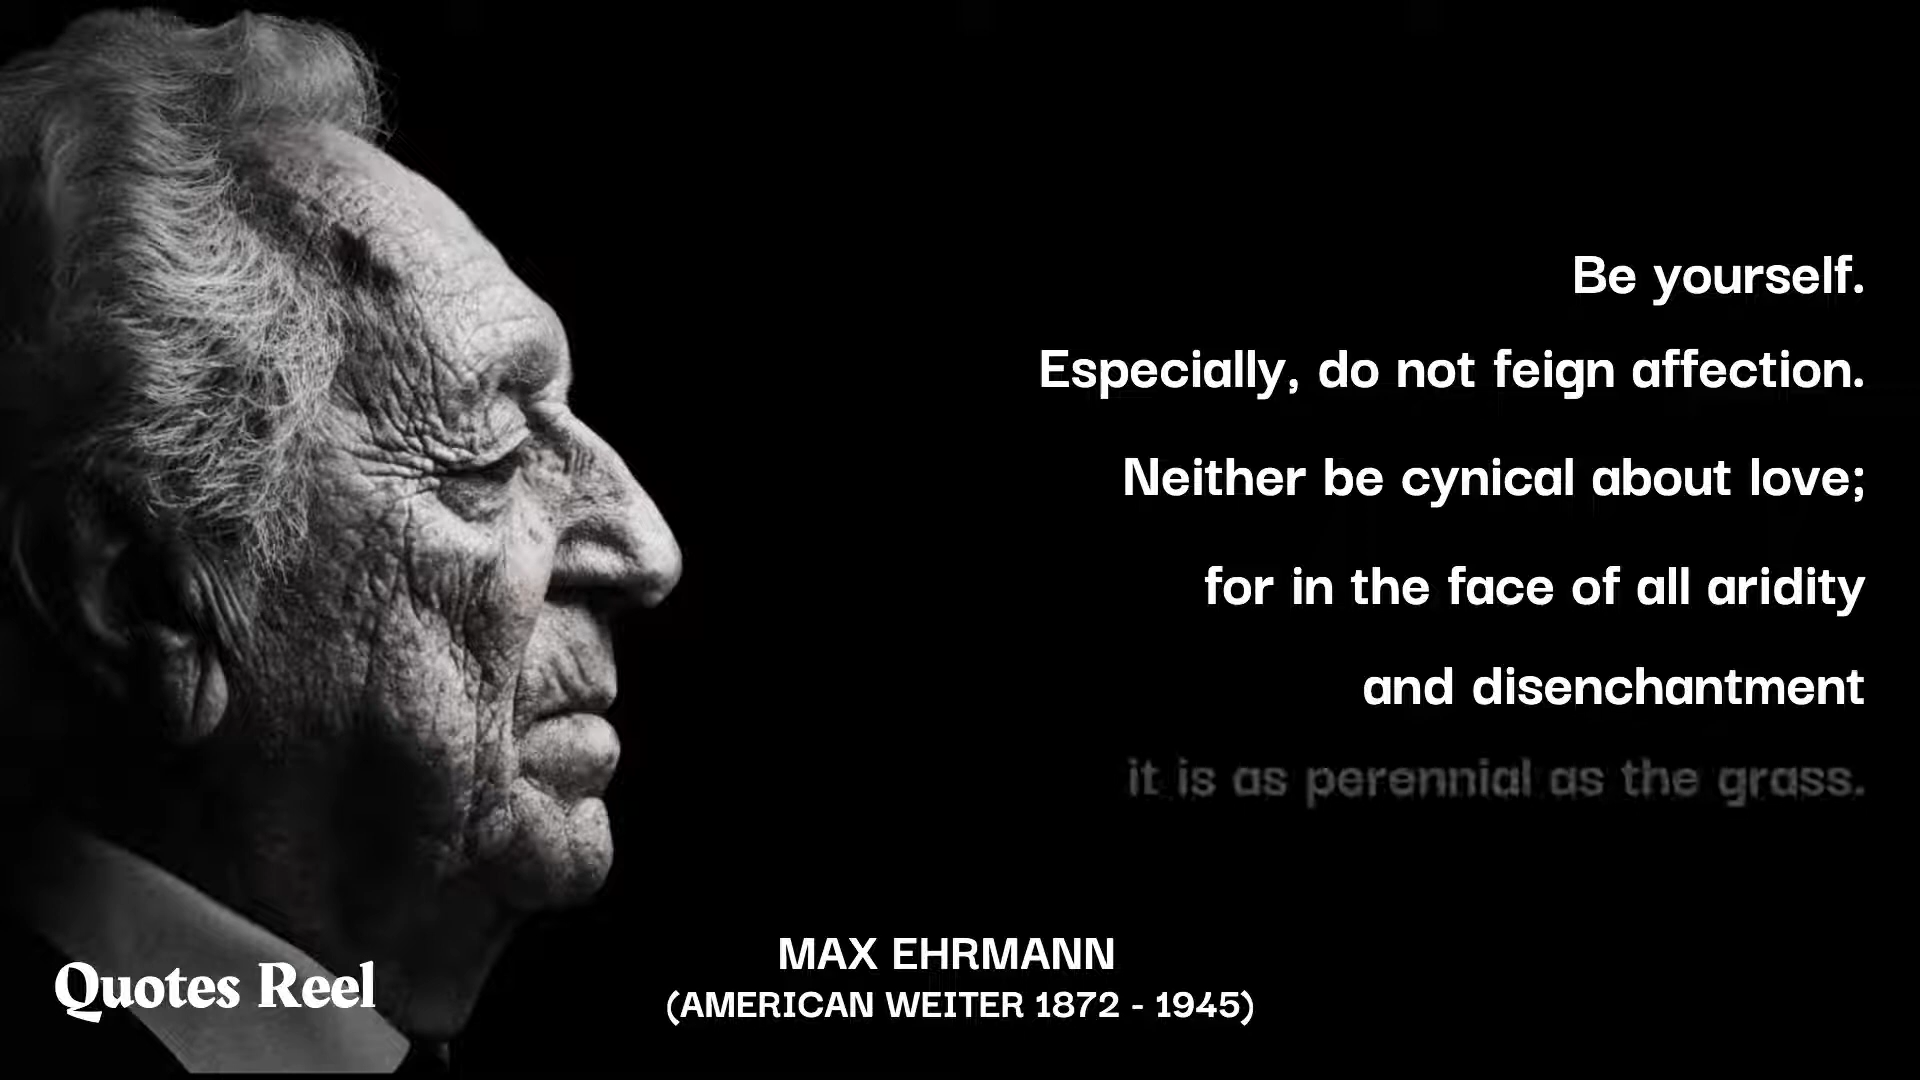 Be yourself.
Especially, do not feign affection.
Neither be cynical about love;
for in the face of all aridity
and disenchantment
it is as perennial as the grass.
MAX EHRMANN
(AMERICAN WEITER 1872 - 1945)
Quotes Reel